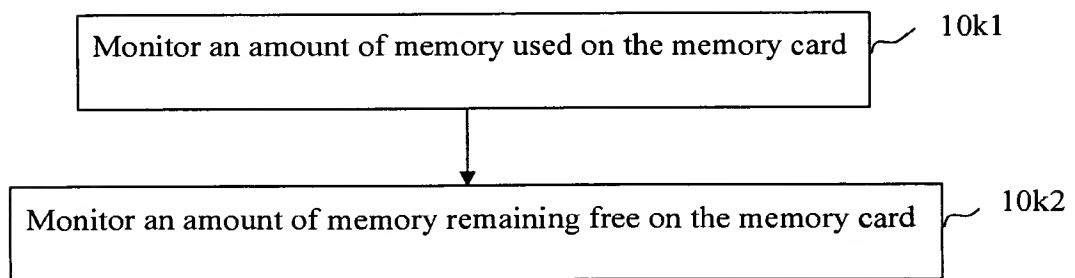 Monitor an amount of memory used on the memory card
10k1
Monitor an amount of memory remaining free on the memory card
10k2